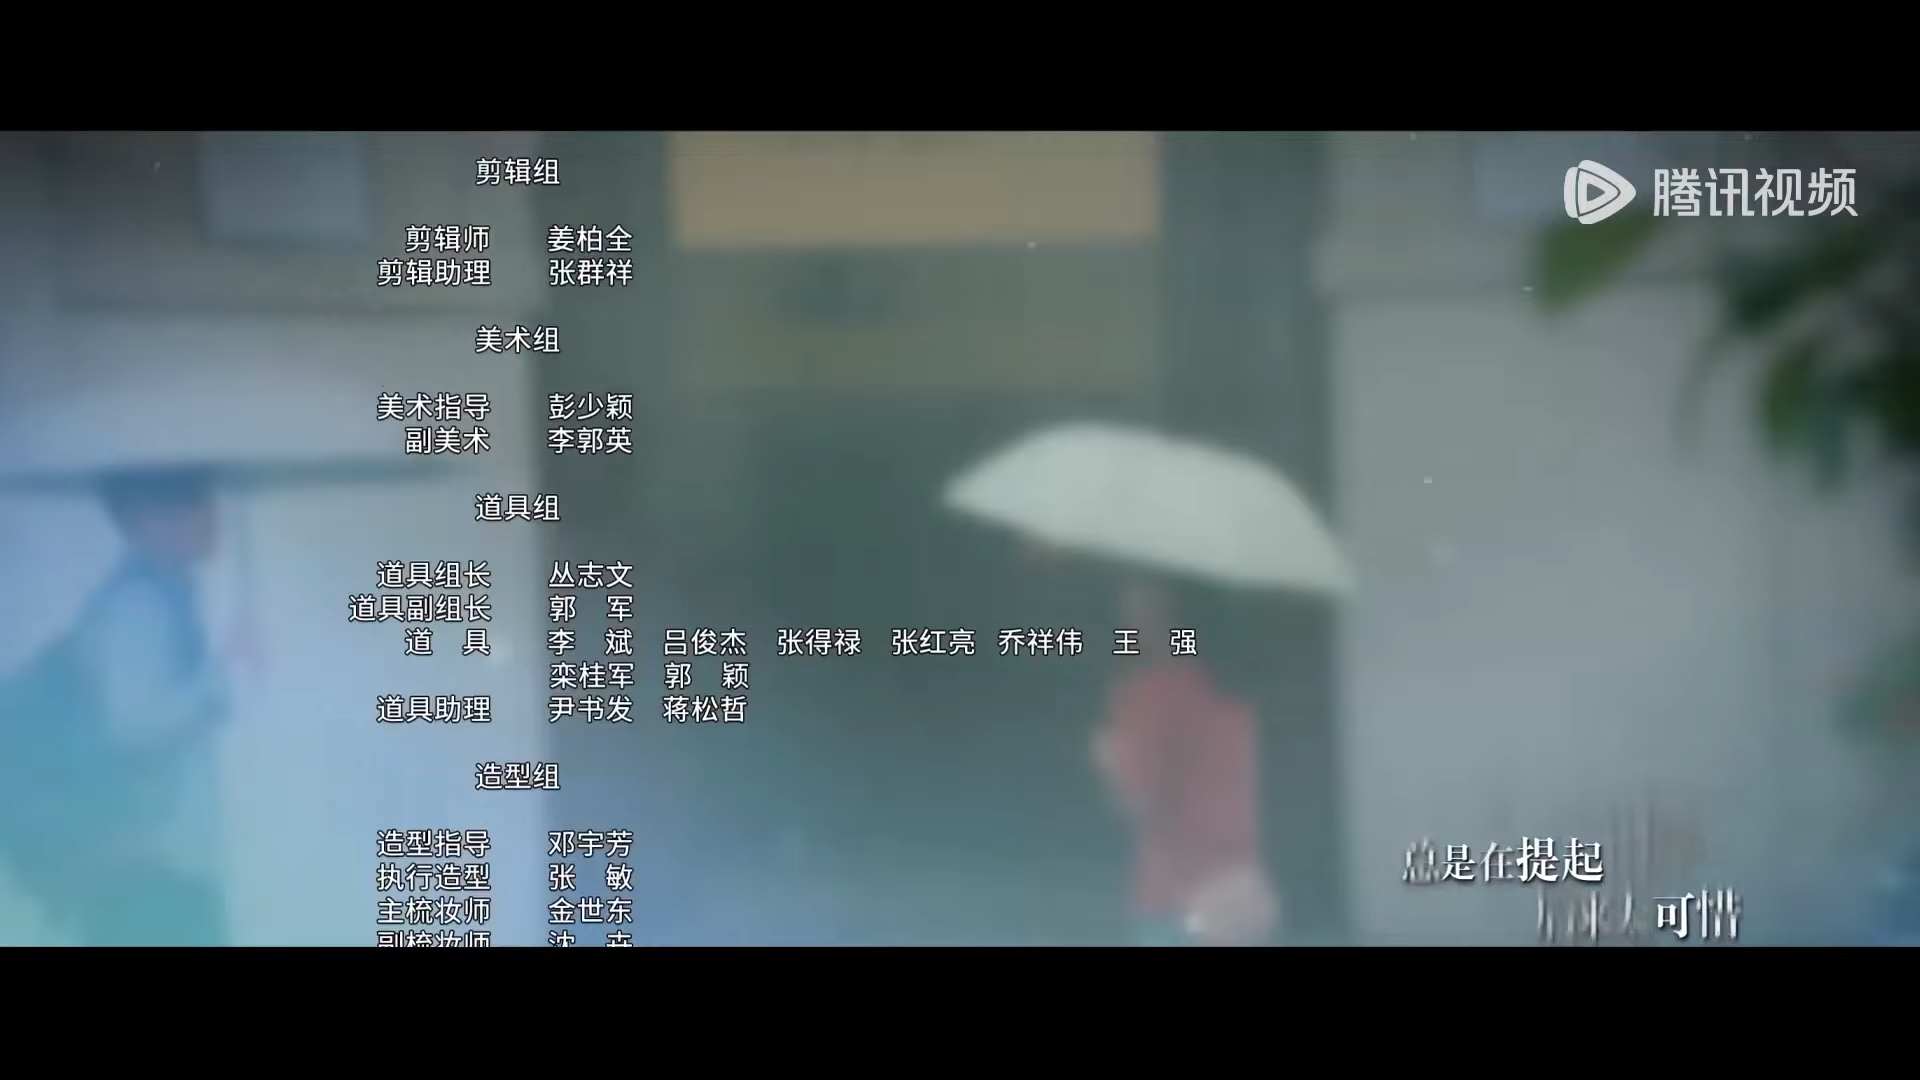 腾讯视频
剪辑组
剪辑师 姜柏全
剪辑助理 张群祥
美术组
美术指导 彭少颖
副美术 李郭英
道具组
道具组长 丛志文
道具副组长 郭 军
道 具 李 斌 吕俊杰 张得禄 张红亮 乔祥伟 王 强
栾桂军 郭 颖
道具助理 尹书发 蒋松哲
造型组
造型指导 邓宇芳
执行造型 张 敏
主梳妆师 金世东
副梳妆师 沈
总是在提起
可惜